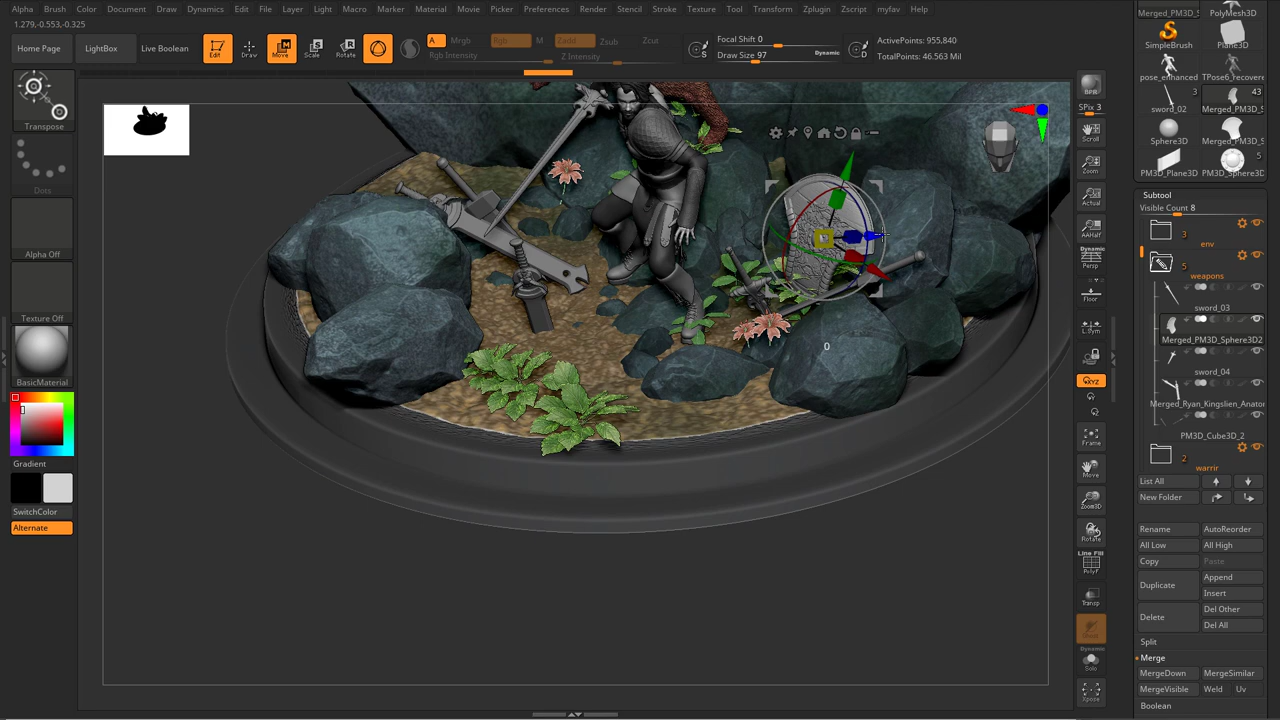 Alpha Brush Color Document Draw Dynamics Edit File Layer Light Macro Marker Material Movie Picker Preferences Render Stencil Stroke Texture Tool Transform Zplugin Zscript myfav Help
1.279,-0.553,-0.325
Home Page LightBox Live Boolean Edit Draw Move Scale Rotate
A Mrgb Rgb M Zadd Zsub Zcut
Rgb Intensity Z Intensity
Focal Shift 0
Draw Size 97 Dynamic
S D
ActivePoints: 955,840
TotalPoints: 46.563 Mil
Transpose
Dots
Alpha Off
Texture Off
BasicMaterial
Gradient
SwitchColor
Alternate
0
BPR
SPix 3
Scroll
Zoom
Actual
AAHalf
Dynamic
Persp
Floor
L.Sym
XYZ
Frame
Move
Zoom3D
Rotate
Line Fill
PolyF
Transp
Dynamic
Solo
Xpose
Merged_PM3D_S PolyMesh3D
SimpleBrush Plane3D
pose_enhanced TPose6_recovere
3 43
sword_02 Merged_PM3D_S
Sphere3D Merged_PM3D_S
5
PM3D_Plane3D PM3D_Sphere3D
Subtool
Visible Count 8
3
env
5
weapons
sword_03
Merged_PM3D_Sphere3D2
sword_04
Merged_Ryan_Kingslien_Anator
PM3D_Cube3D_2
2
warrir
List All
New Folder
Rename AutoReorder
All Low All High
Copy Paste
Duplicate Append
Insert
Delete Del Other
Del All
Split
Merge
MergeDown MergeSimilar
MergeVisible Weld Uv
Boolean